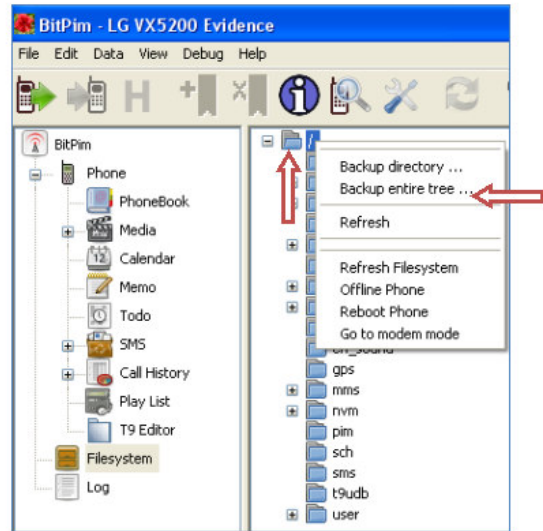 BitPim - LG VX5200 Evidence
File Edit Data View Debug Help
BitPim
Phone
PhoneBook
Media
Calendar
Memo
Todo
SMS
Call History
Play List
T9 Editor
Filesystem
Log
/
Backup directory ...
Backup entire tree ...
Refresh
Refresh Filesystem
Offline Phone
Reboot Phone
Go to modem mode
gps
mms
nvm
pim
sch
sms
t9udb
user